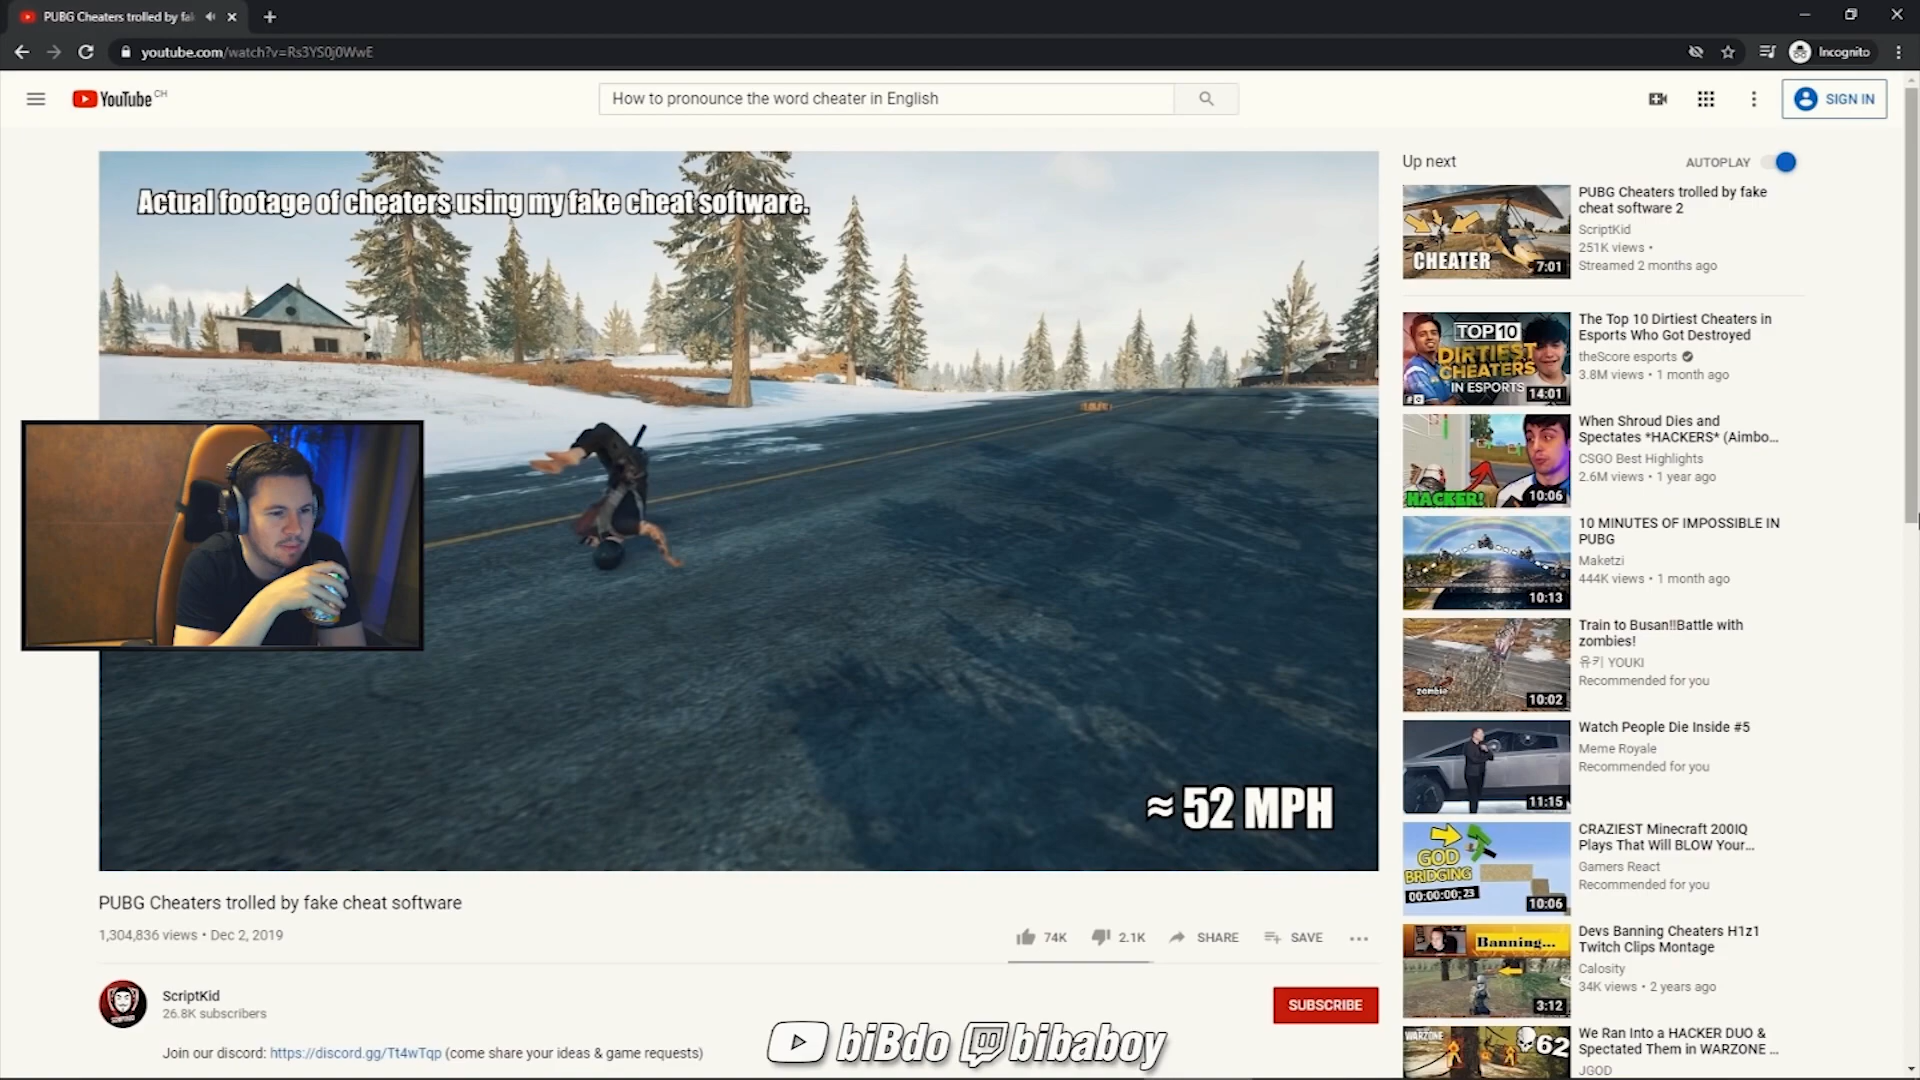 PUBG Cheaters trolled by fa
youtube.com/watch?v=Rs3YS0j0WwE
Incognito
YouTube CH
How to pronounce the word cheater in English
SIGN IN
Actual footage of cheaters using my fake cheat software.
≈ 52 MPH
PUBG Cheaters trolled by fake cheat software
1,304,836 views • Dec 2, 2019
74K
2.1K
SHARE
SAVE
ScriptKid
26.8K subscribers
SUBSCRIBE
Join our discord: https://discord.gg/Tt4wTqp (come share your ideas & game requests)
biBdo bibaboy
Up next
AUTOPLAY
CHEATER
7:01
PUBG Cheaters trolled by fake
cheat software 2
ScriptKid
251K views •
Streamed 2 months ago
TOP 10
DIRTIEST
CHEATERS
IN ESPORTS
14:01
The Top 10 Dirtiest Cheaters in
Esports Who Got Destroyed
theScore esports
3.8M views • 1 month ago
HACKER!
10:06
When Shroud Dies and
Spectates *HACKERS* (Aimbo...
CSGO Best Highlights
2.6M views • 1 year ago
10:13
10 MINUTES OF IMPOSSIBLE IN
PUBG
Maketzi
444K views • 1 month ago
zombie
10:02
Train to Busan!!Battle with
zombies!
유키 YOUKI
Recommended for you
11:15
Watch People Die Inside #5
Meme Royale
Recommended for you
GOD
BRIDGING
00:00:00;23
10:06
CRAZIEST Minecraft 200IQ
Plays That Will BLOW Your...
Gamers React
Recommended for you
Banning...
3:12
Devs Banning Cheaters H1z1
Twitch Clips Montage
Calosity
34K views • 2 years ago
WARZONE
62
We Ran Into a HACKER DUO &
Spectated Them in WARZONE ...
JGOD